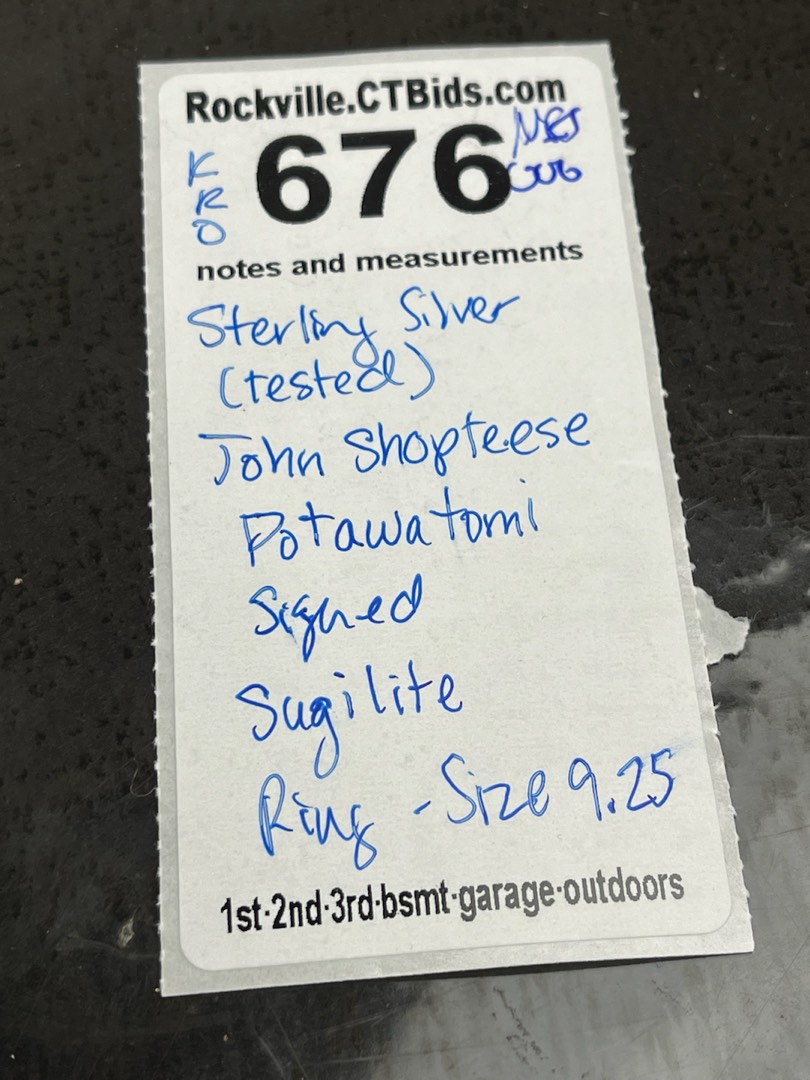 Rockville.CTBids.com
KRO
676
notes and measurements
Sterling Silver
(tested)
John Shopteese
Potawatomi
Signed
Sugilite
Ring - Size 9.25
1st·2nd·3rd·bsmt·garage·outdoors